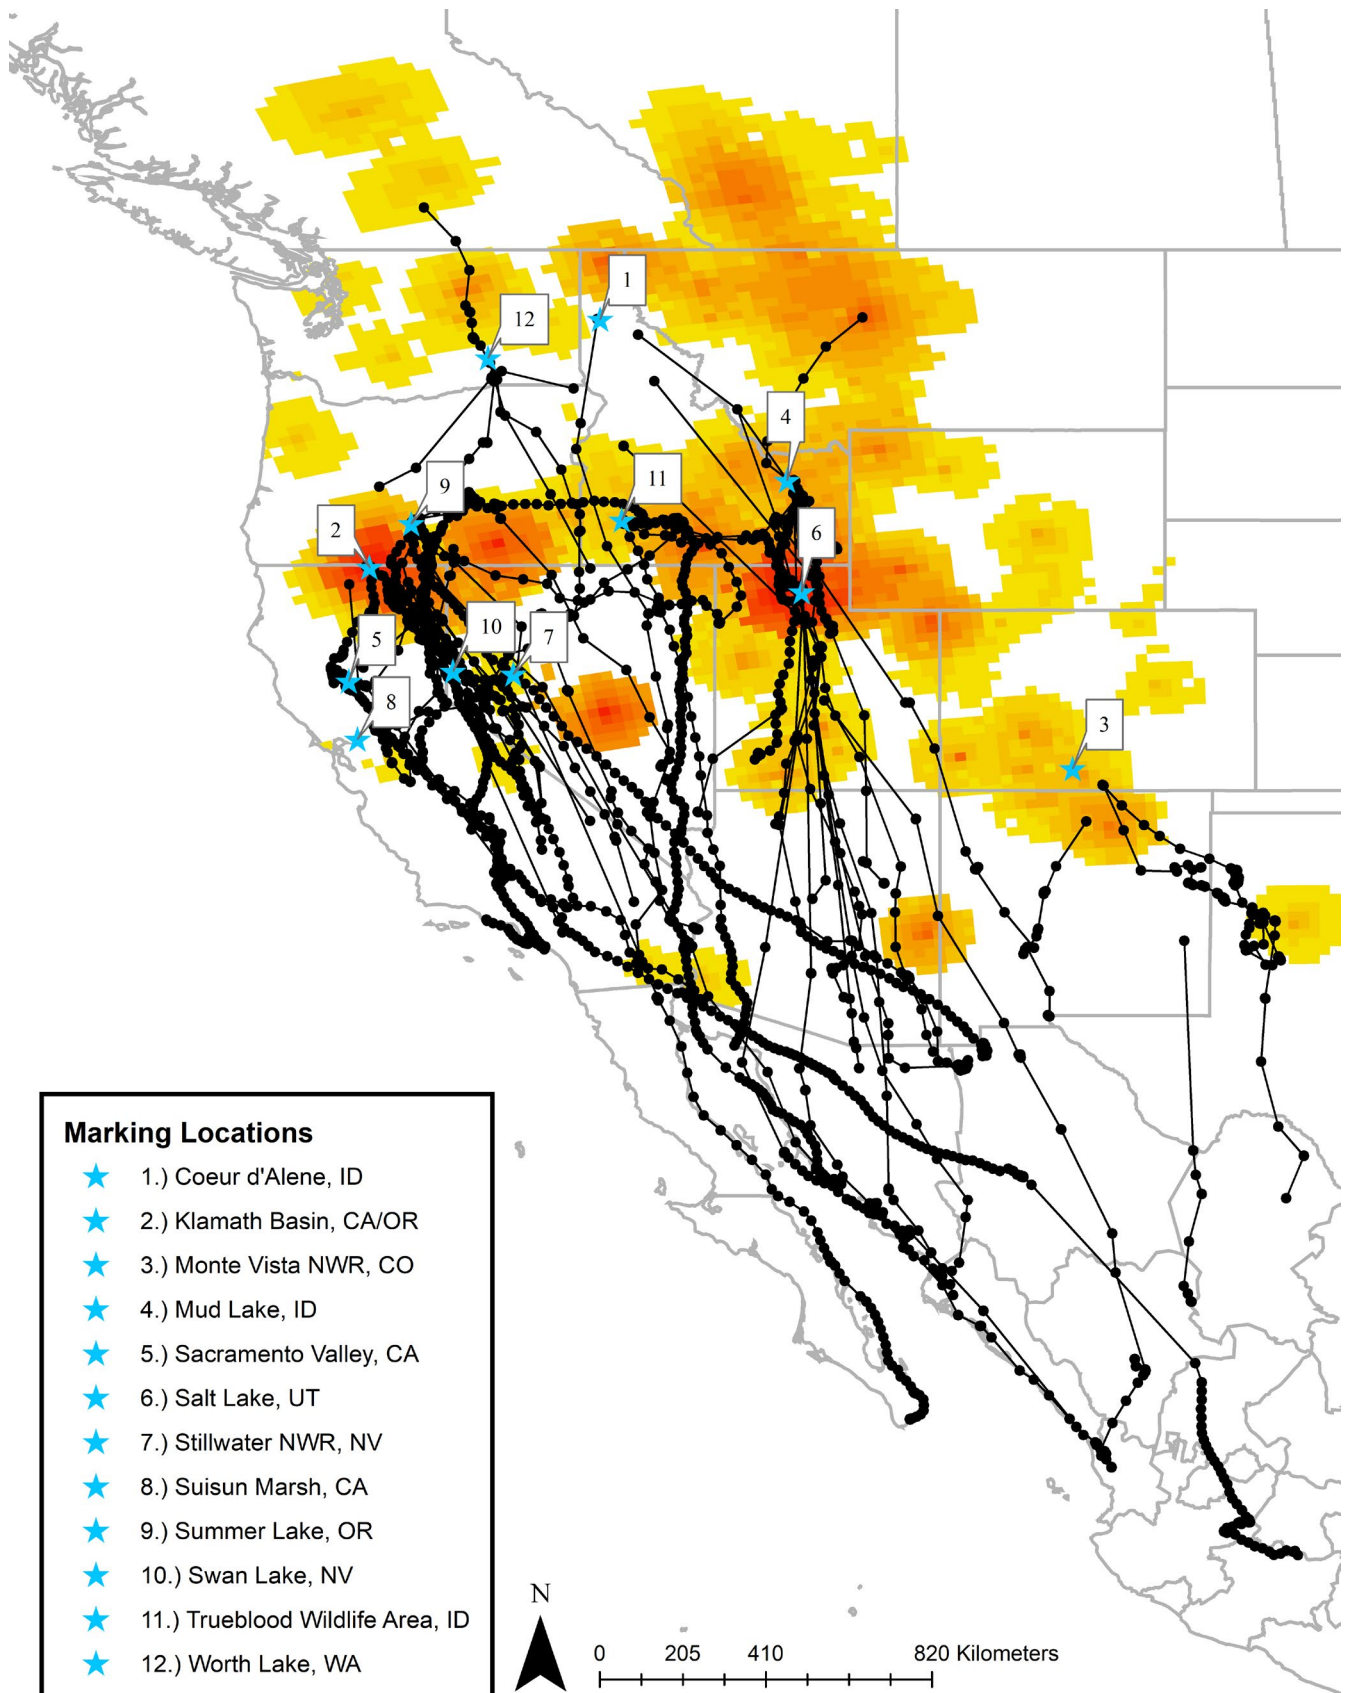 1
12
4
9
11
2
6
10
7
5
8
3
Marking Locations
1.) Coeur d'Alene, ID
2.) Klamath Basin, CA/OR
3.) Monte Vista NWR, CO
4.) Mud Lake, ID
5.) Sacramento Valley, CA
6.) Salt Lake, UT
7.) Stillwater NWR, NV
8.) Suisun Marsh, CA
9.) Summer Lake, OR
10.) Swan Lake, NV
11.) Trueblood Wildlife Area, ID
12.) Worth Lake, WA
N
0 205 410 820 Kilometers